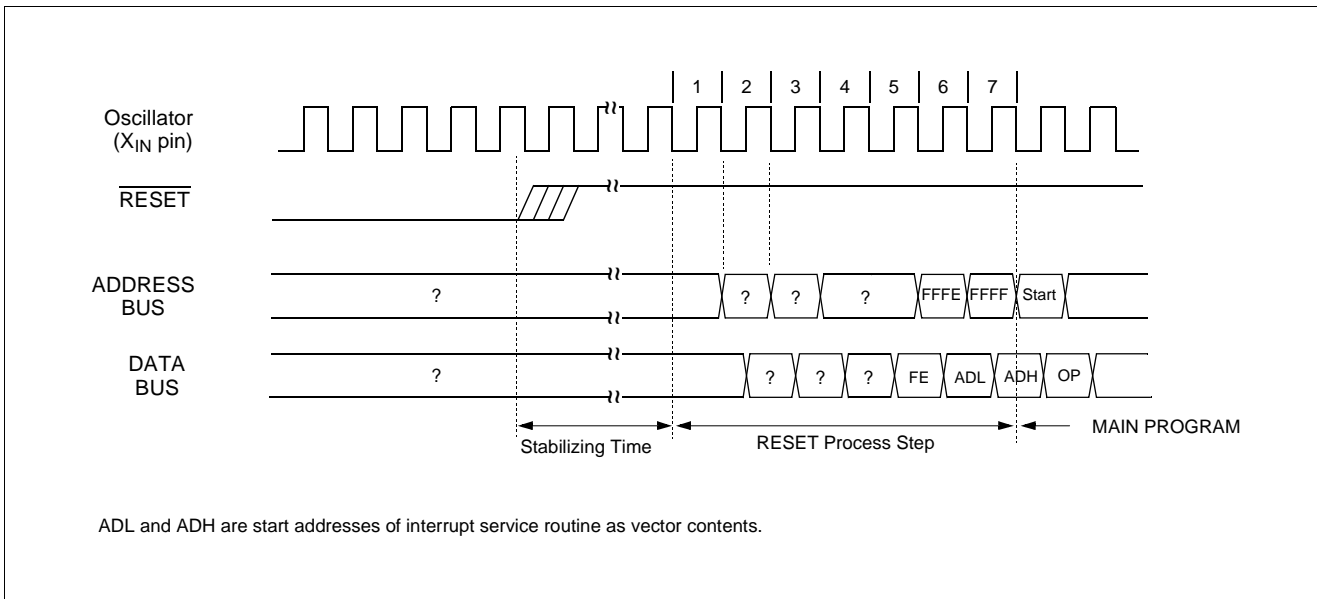 1 2 3 4 5 6 7
Oscillator
(XIN pin)
RESET
ADDRESS
BUS
? ? ? ? FFFE FFFF Start
DATA
BUS
? ? ? ? FE ADL ADH OP
Stabilizing Time
RESET Process Step
MAIN PROGRAM
ADL and ADH are start addresses of interrupt service routine as vector contents.